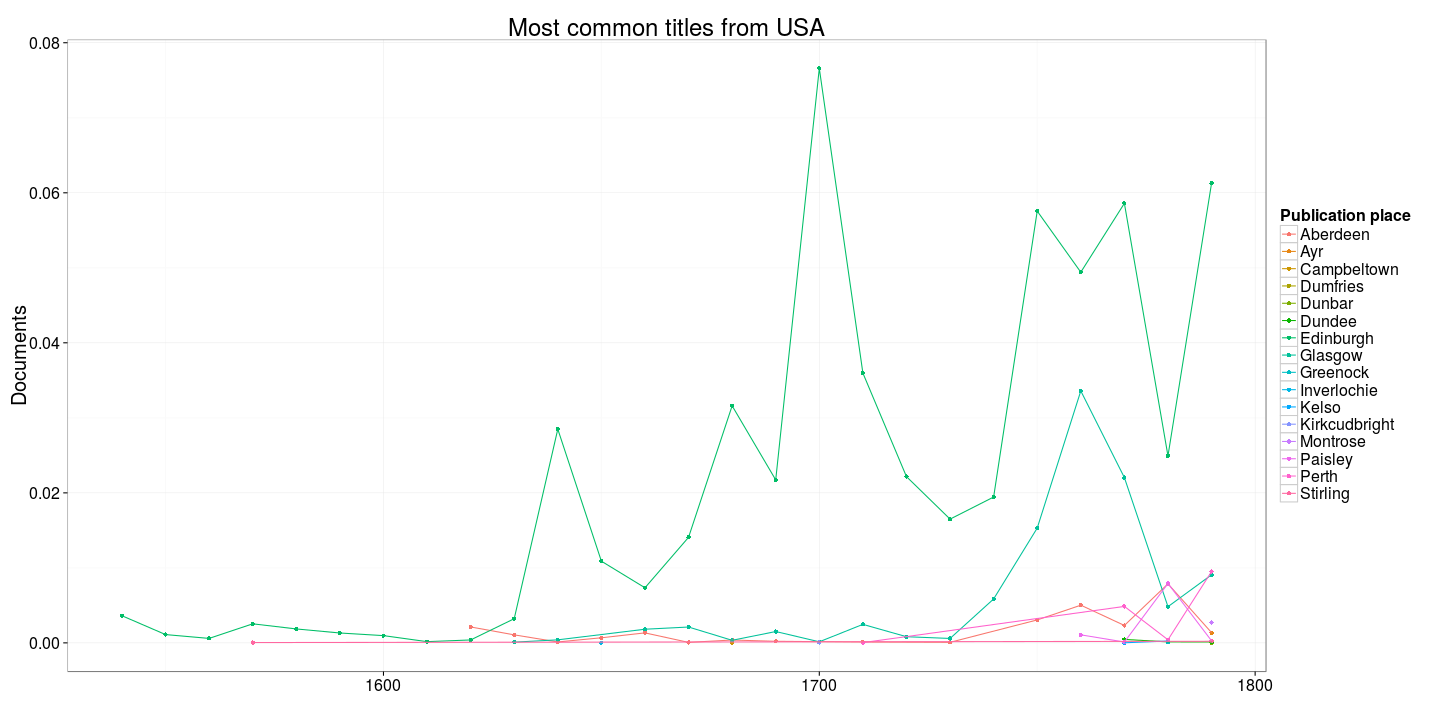 Most common titles from USA
0.08
0.06
0.04
0.02
0.00
Documents
1600
1700
1800
Publication place
Aberdeen
Ayr
Campbeltown
Dumfries
Dunbar
Dundee
Edinburgh
Glasgow
Greenock
Inverlochie
Kelso
Kirkcudbright
Montrose
Paisley
Perth
Stirling